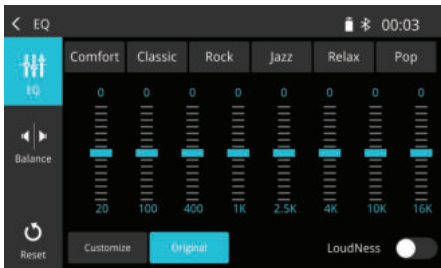 EQ 00:03
Comfort Classic Rock Jazz Relax Pop
EQ
0 0 0 0 0 0 0 0
Balance
20 100 400 1K 2.5K 4K 10K 16K
Reset
Customize Original LoudNess